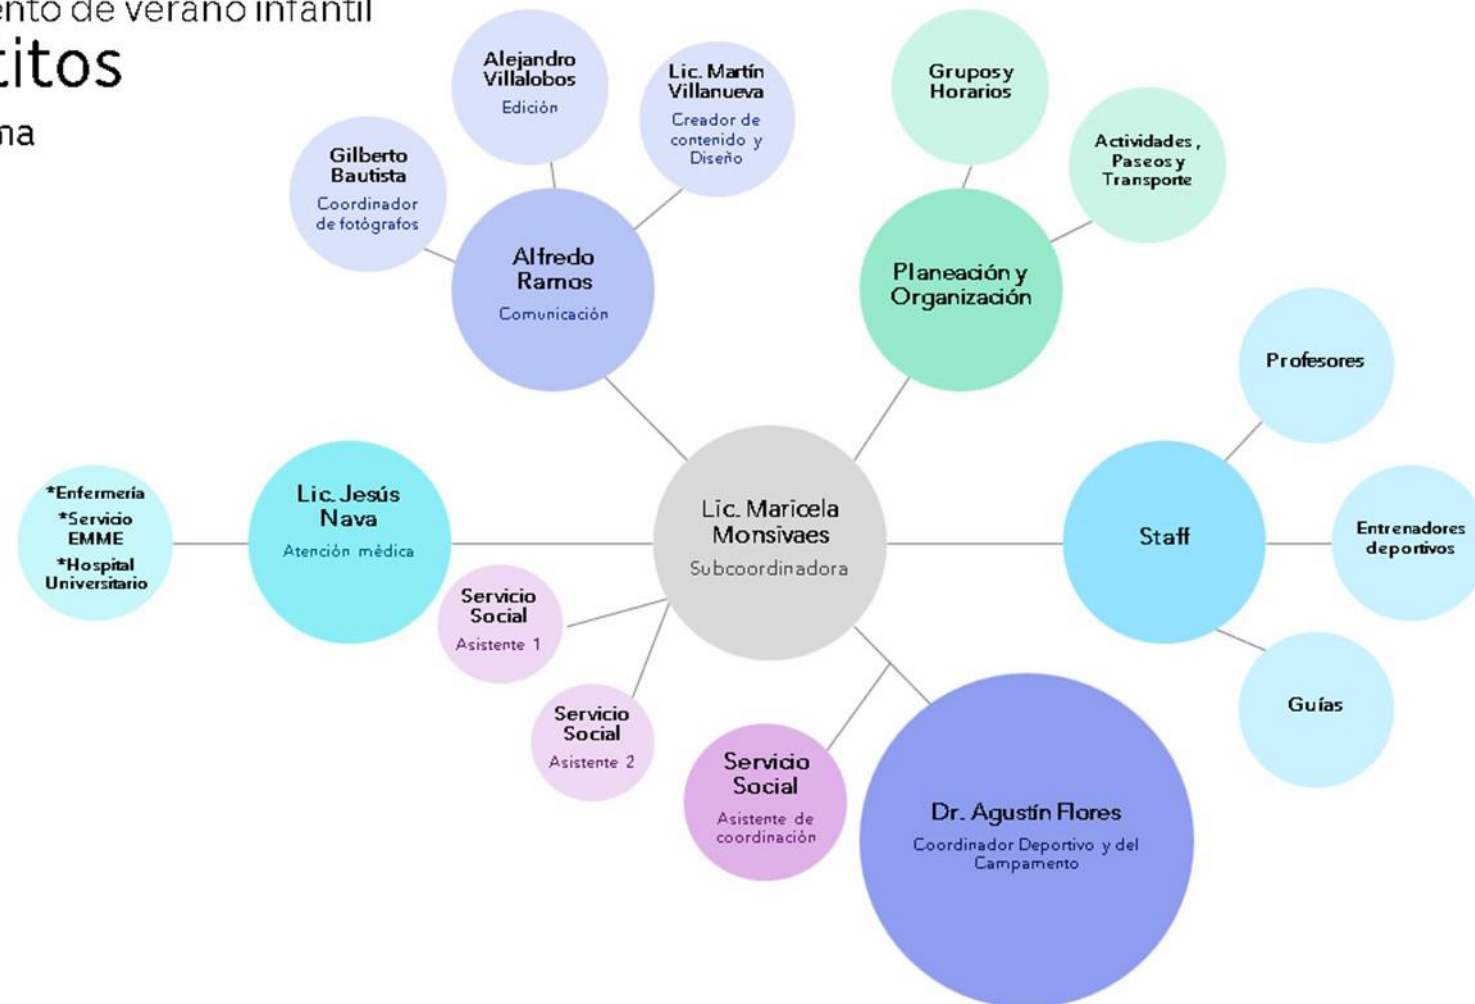 ento de verano infantil
titos
ma
Alejandro
Villalobos
Edición
Lic. Martín
Villanueva
Creador de
contenido y
Diseño
Gilberto
Bautista
Coordinador
de fotógrafos
Alfredo
Ramos
Comunicación
Grupos y
Horarios
Actividades,
Paseos y
Transporte
Planeación y
Organización
Profesores
Entrenadores
deportivos
Guías
Staff
Lic. Maricela
Monsivaes
Subcoordinadora
Lic. Jesús
Nava
Atención médica
*Enfermería
*Servicio
EMME
*Hospital
Universitario
Servicio
Social
Asistente 1
Servicio
Social
Asistente 2
Servicio
Social
Asistente de
coordinación
Dr. Agustín Flores
Coordinador Deportivo y del
Campamento